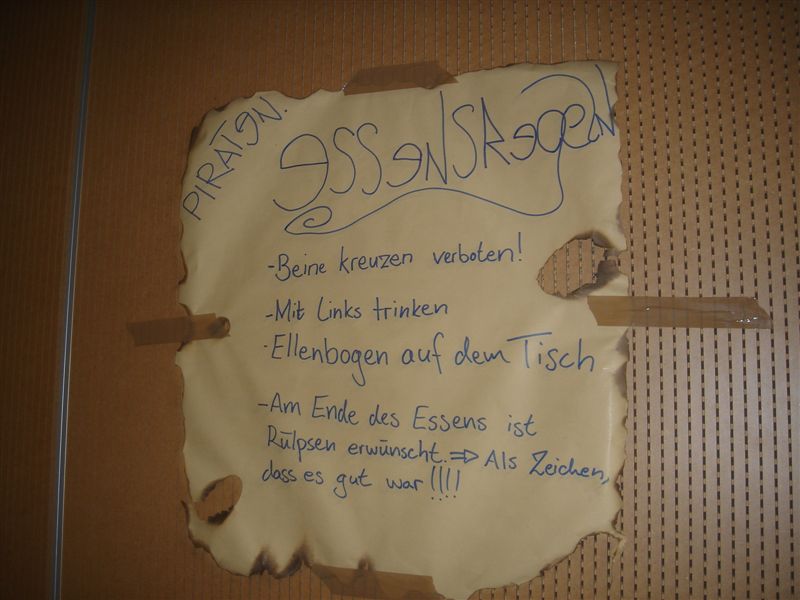 PIRATEN.
essensRegeln
-Beine kreuzen verboten!
-Mit Links trinken
·Ellenbogen auf dem Tisch
-Am Ende des Essens ist
Rülpsen erwünscht.⇒ Als Zeichen,
dass es gut war!!!!